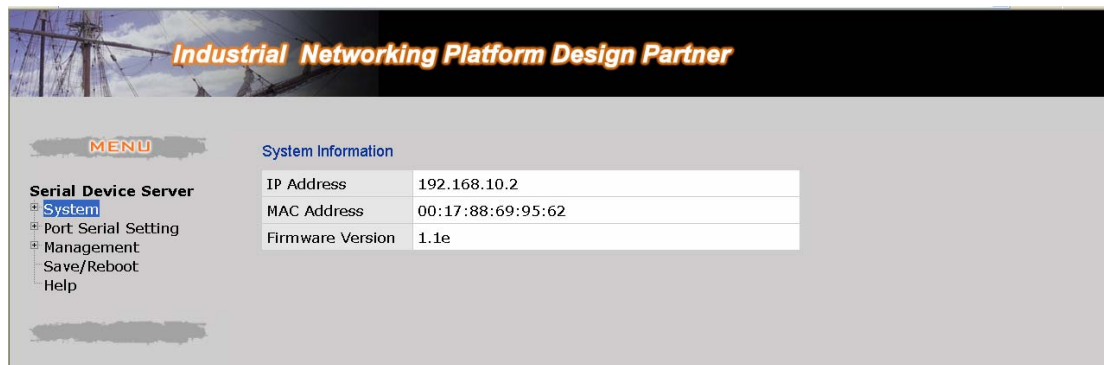 Industrial Networking Platform Design Partner
MENU
Serial Device Server
System
Port Serial Setting
Management
Save/Reboot
Help
System Information
IP Address 192.168.10.2
MAC Address 00:17:88:69:95:62
Firmware Version 1.1e